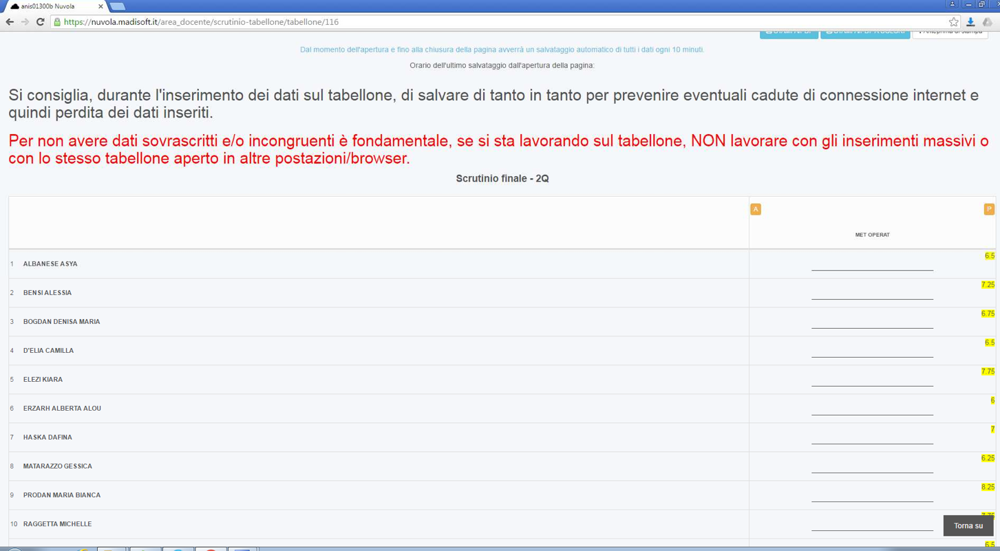 anis01300b Nuvola
https://nuvola.madisoft.it/area_docente/scrutinio-tabellone/tabellone/116
Anteprima di stampa
Dal momento dell'apertura e fino alla chiusura della pagina avverrà un salvataggio automatico di tutti i dati ogni 10 minuti.
Orario dell'ultimo salvataggio dall'apertura della pagina:
Si consiglia, durante l'inserimento dei dati sul tabellone, di salvare di tanto in tanto per prevenire eventuali cadute di connessione internet e
quindi perdita dei dati inseriti.
Per non avere dati sovrascritti e/o incongruenti è fondamentale, se si sta lavorando sul tabellone, NON lavorare con gli inserimenti massivi o
con lo stesso tabellone aperto in altre postazioni/browser.
Scrutinio finale - 2Q
A P
MET OPERAT
1 ALBANESE ASYA 6.5
2 BENSI ALESSIA 7.25
3 BOGDAN DENISA MARIA 6.75
4 D'ELIA CAMILLA 6.5
5 ELEZI KIARA 7.75
6 ERZARH ALBERTA ALOU 6
7 HASKA DAFINA 7
8 MATARAZZO GESSICA 6.25
9 PRODAN MARIA BIANCA 8.25
10 RAGGETTA MICHELLE
Torna su
6.5